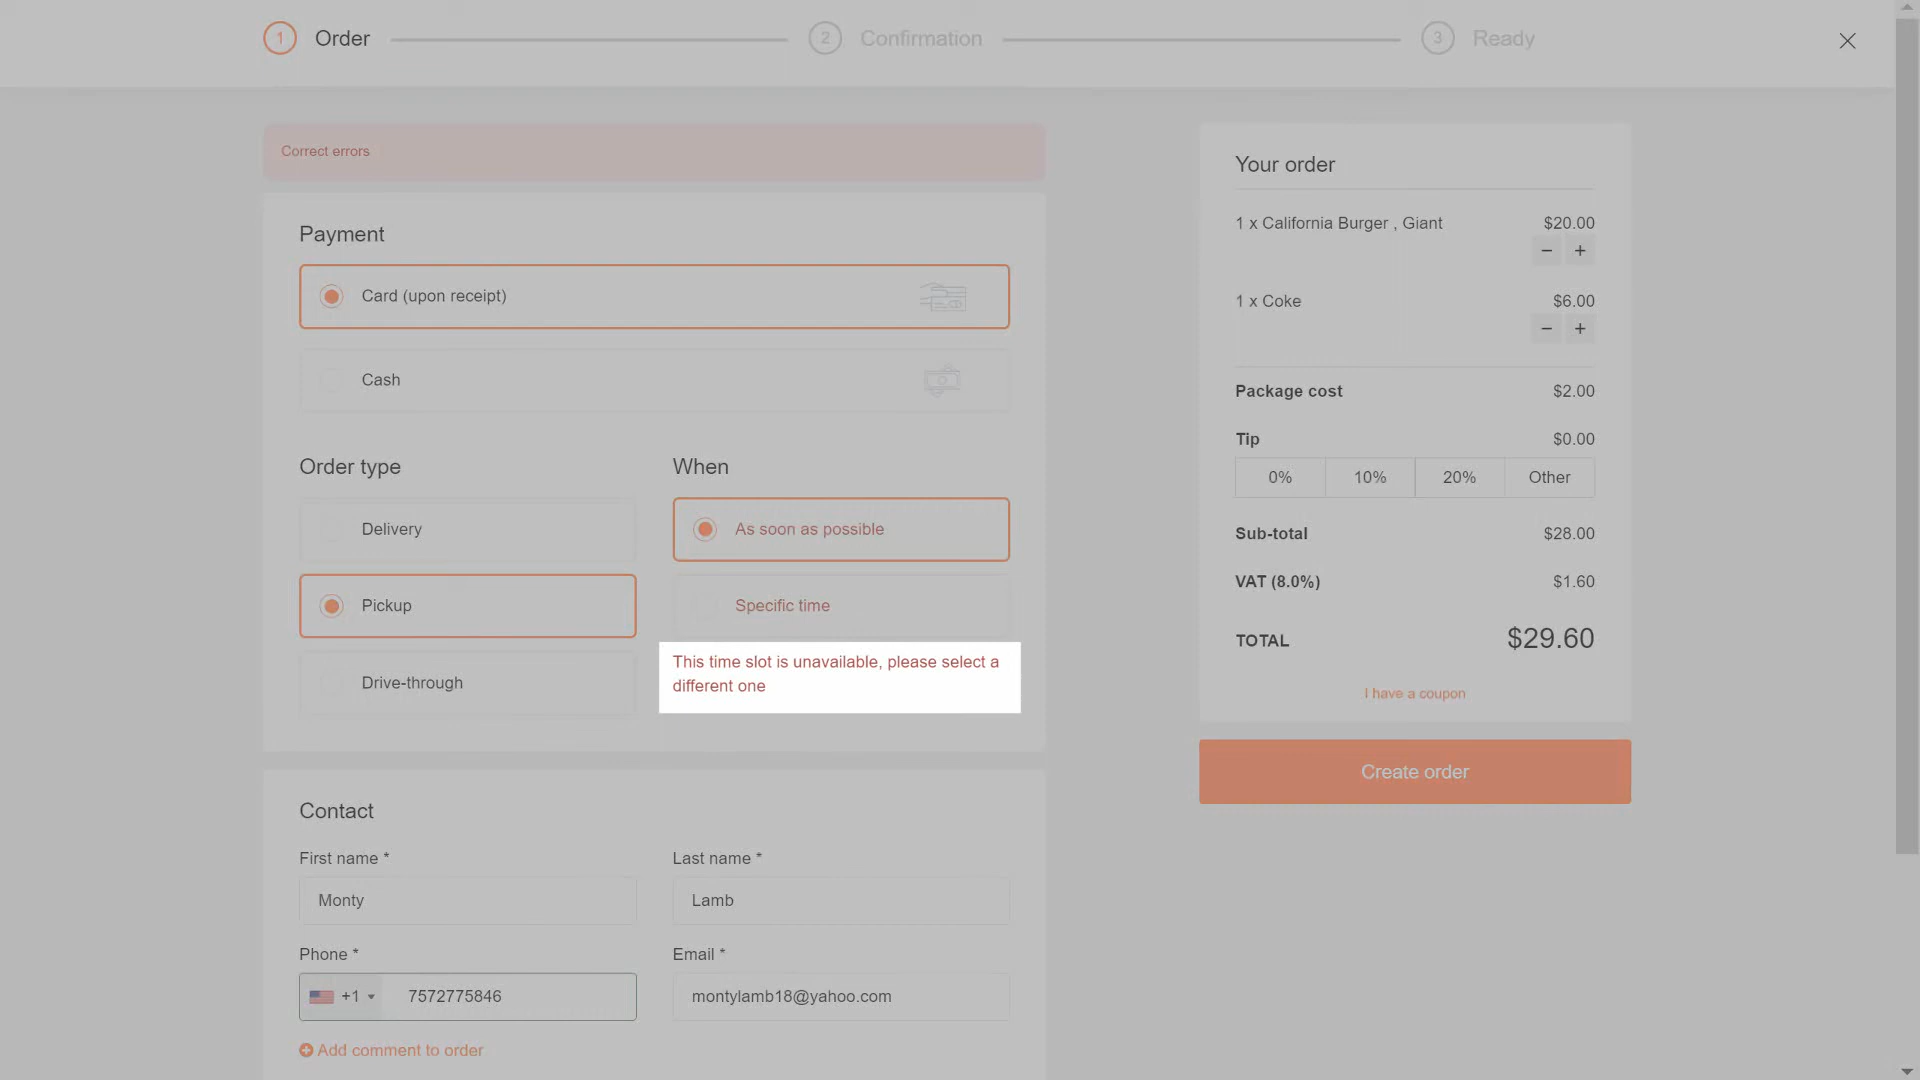 1 Order 2 Confirmation 3 Ready
Correct errors
Payment
Card (upon receipt)
Cash
Order type
Delivery
Pickup
Drive-through
When
As soon as possible
Specific time
This time slot is unavailable, please select a
different one
Contact
First name *
Monty
Last name *
Lamb
Phone *
+1 7572775846
Email *
montylamb18@yahoo.com
Add comment to order
Your order
1 x California Burger , Giant $20.00
− +
1 x Coke $6.00
− +
Package cost $2.00
Tip $0.00
0% 10% 20% Other
Sub-total $28.00
VAT (8.0%) $1.60
TOTAL $29.60
I have a coupon
Create order